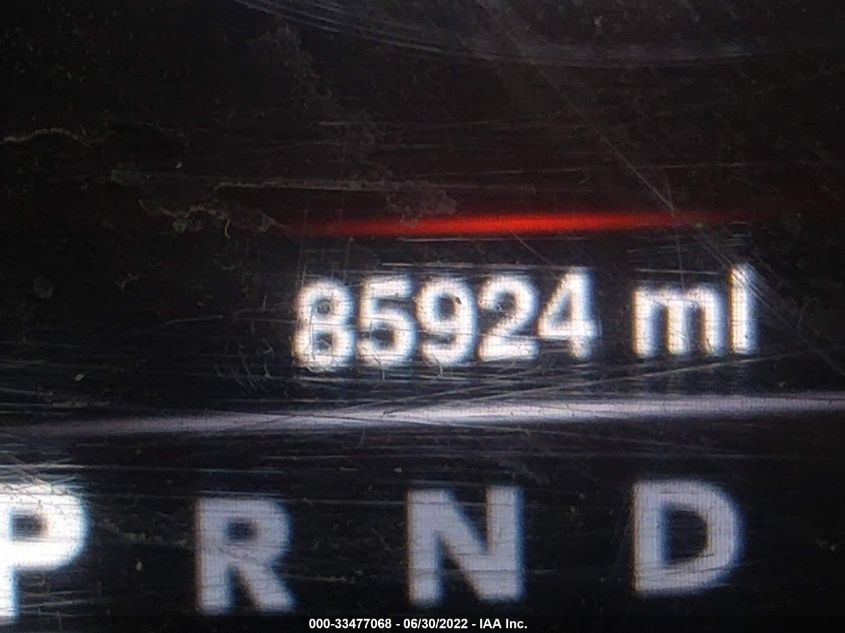 85924 mi
P R N D
000-33477068 - 06/30/2022 - IAA Inc.